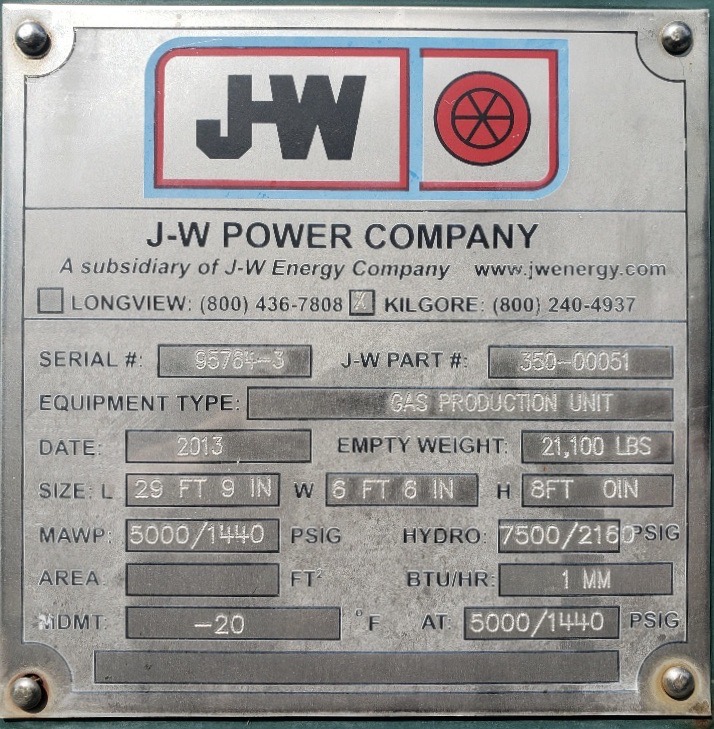 J-W
J-W POWER COMPANY
A subsidiary of J-W Energy Company www.jwenergy.com
LONGVIEW: (800) 436-7808 X KILGORE: (800) 240-4937
SERIAL #: 95764-3 J-W PART #: 350-00051
EQUIPMENT TYPE: GAS PRODUCTION UNIT
DATE: 2013 EMPTY WEIGHT: 21,100 LBS
SIZE: L 29 FT 9 IN W 6 FT 6 IN H 8FT 0IN
MAWP: 5000/1440 PSIG HYDRO: 7500/2160 PSIG
AREA: FT² BTU/HR: 1 MM
MDMT: -20 °F AT: 5000/1440 PSIG